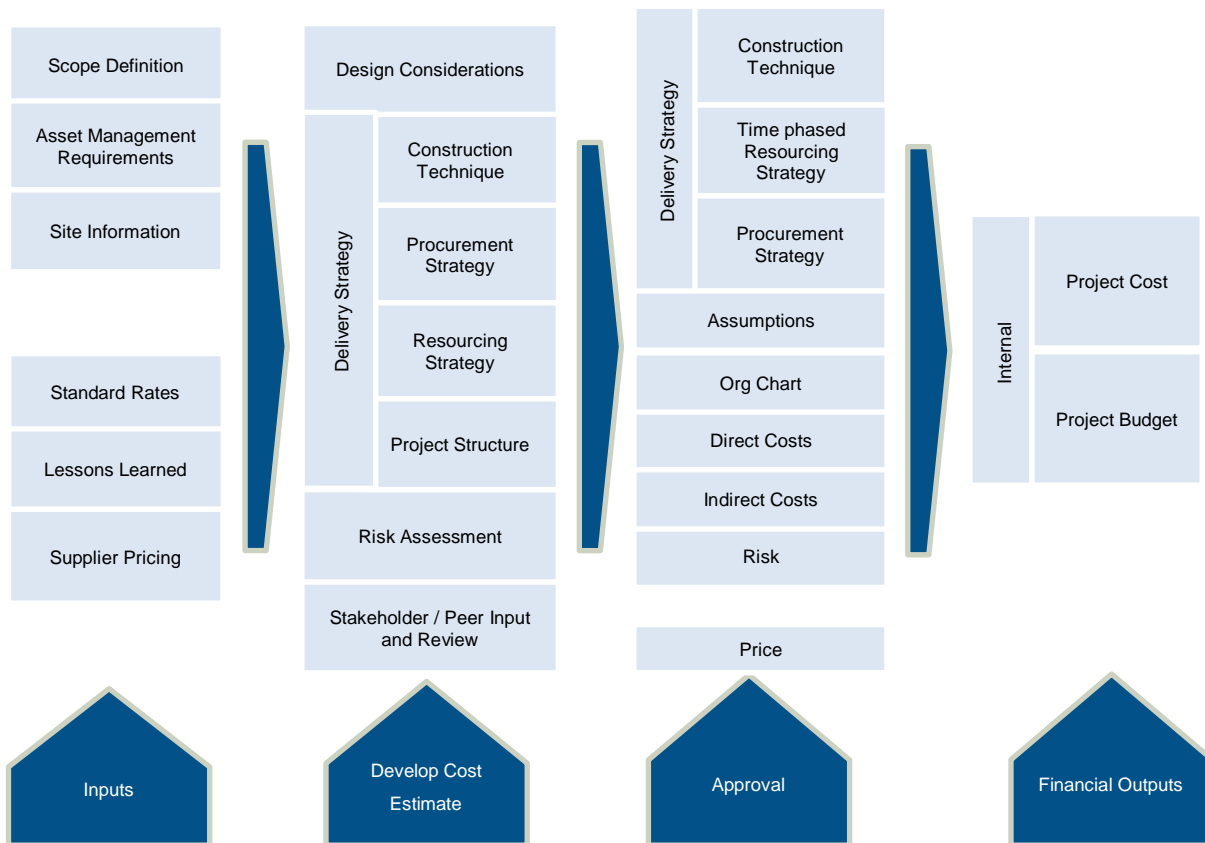 Scope Definition
Asset Management
Requirements
Site Information
Standard Rates
Lessons Learned
Supplier Pricing
Inputs
Design Considerations
Delivery Strategy
Construction
Technique
Procurement
Strategy
Resourcing
Strategy
Project Structure
Risk Assessment
Stakeholder / Peer Input
and Review
Develop Cost
Estimate
Delivery Strategy
Construction
Technique
Time phased
Resourcing
Strategy
Procurement
Strategy
Assumptions
Org Chart
Direct Costs
Indirect Costs
Risk
Price
Approval
Internal
Project Cost
Project Budget
Financial Outputs